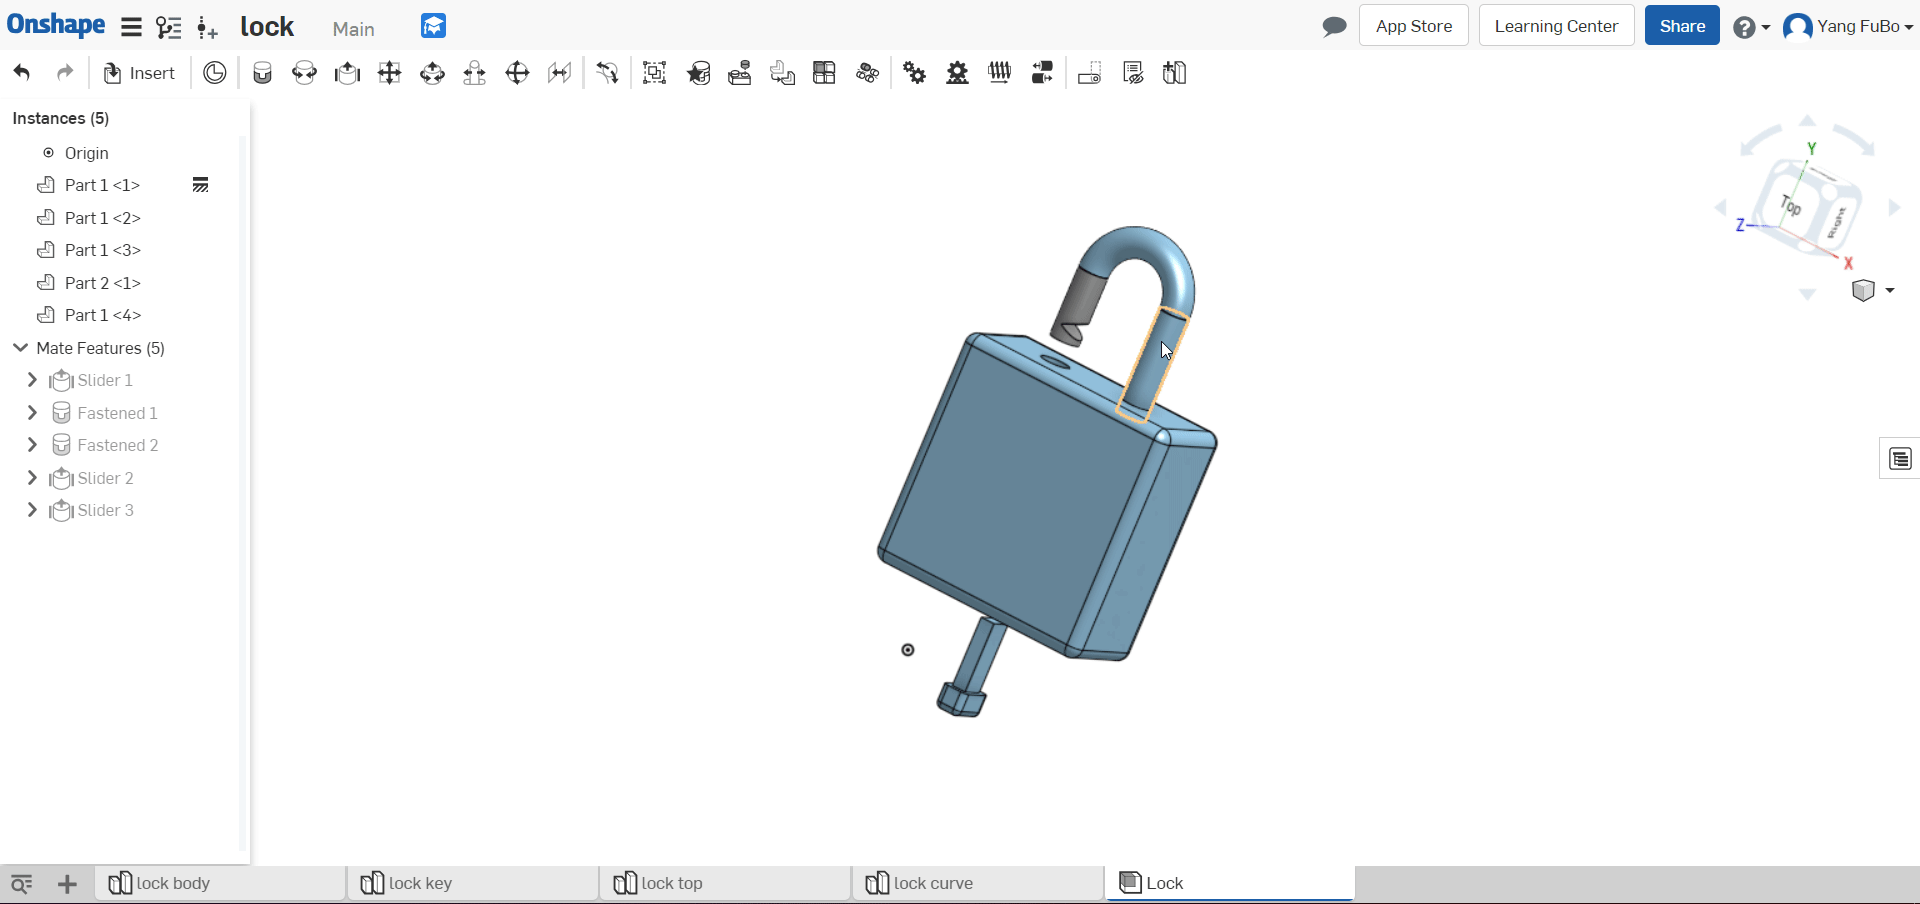 Onshape lock Main App Store Learning Center Share Yang FuBo
Insert
Instances (5)
Origin
Part 1 <1>
Part 1 <2>
Part 1 <3>
Part 2 <1>
Part 1 <4>
Mate Features (5)
Slider 1
Fastened 1
Fastened 2
Slider 2
Slider 3
Y
Top
Right
Z
X
lock body
lock key
lock top
lock curve
Lock